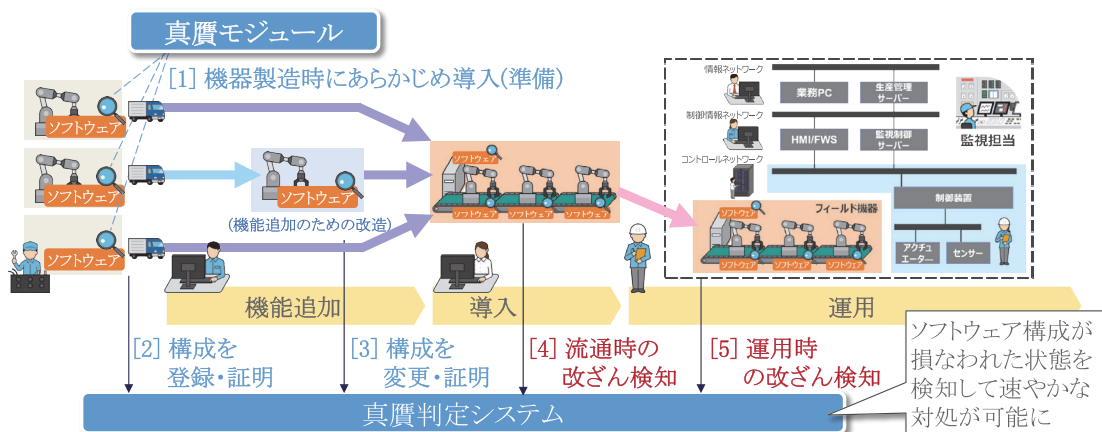 真贋モジュール
[1] 機器製造時にあらかじめ導入(準備)
ソフトウェア
ソフトウェア
ソフトウェア
ソフトウェア
(機能追加のための改造)
ソフトウェア
ソフトウェア
ソフトウェア
ソフトウェア
情報ネットワーク
業務PC
生産管理
サーバー
制御情報ネットワーク
HMI/FWS
監視制御
サーバー
監視担当
コントロールネットワーク
制御装置
フィールド機器
ソフトウェア
ソフトウェア
ソフトウェア
ソフトウェア
アクチュ
エーター
センサー
機能追加
導入
運用
[2] 構成を
登録・証明
[3] 構成を
変更・証明
[4] 流通時の
改ざん検知
[5] 運用時
の改ざん検知
真贋判定システム
ソフトウェア構成が
損なわれた状態を
検知して速やかな
対処が可能に